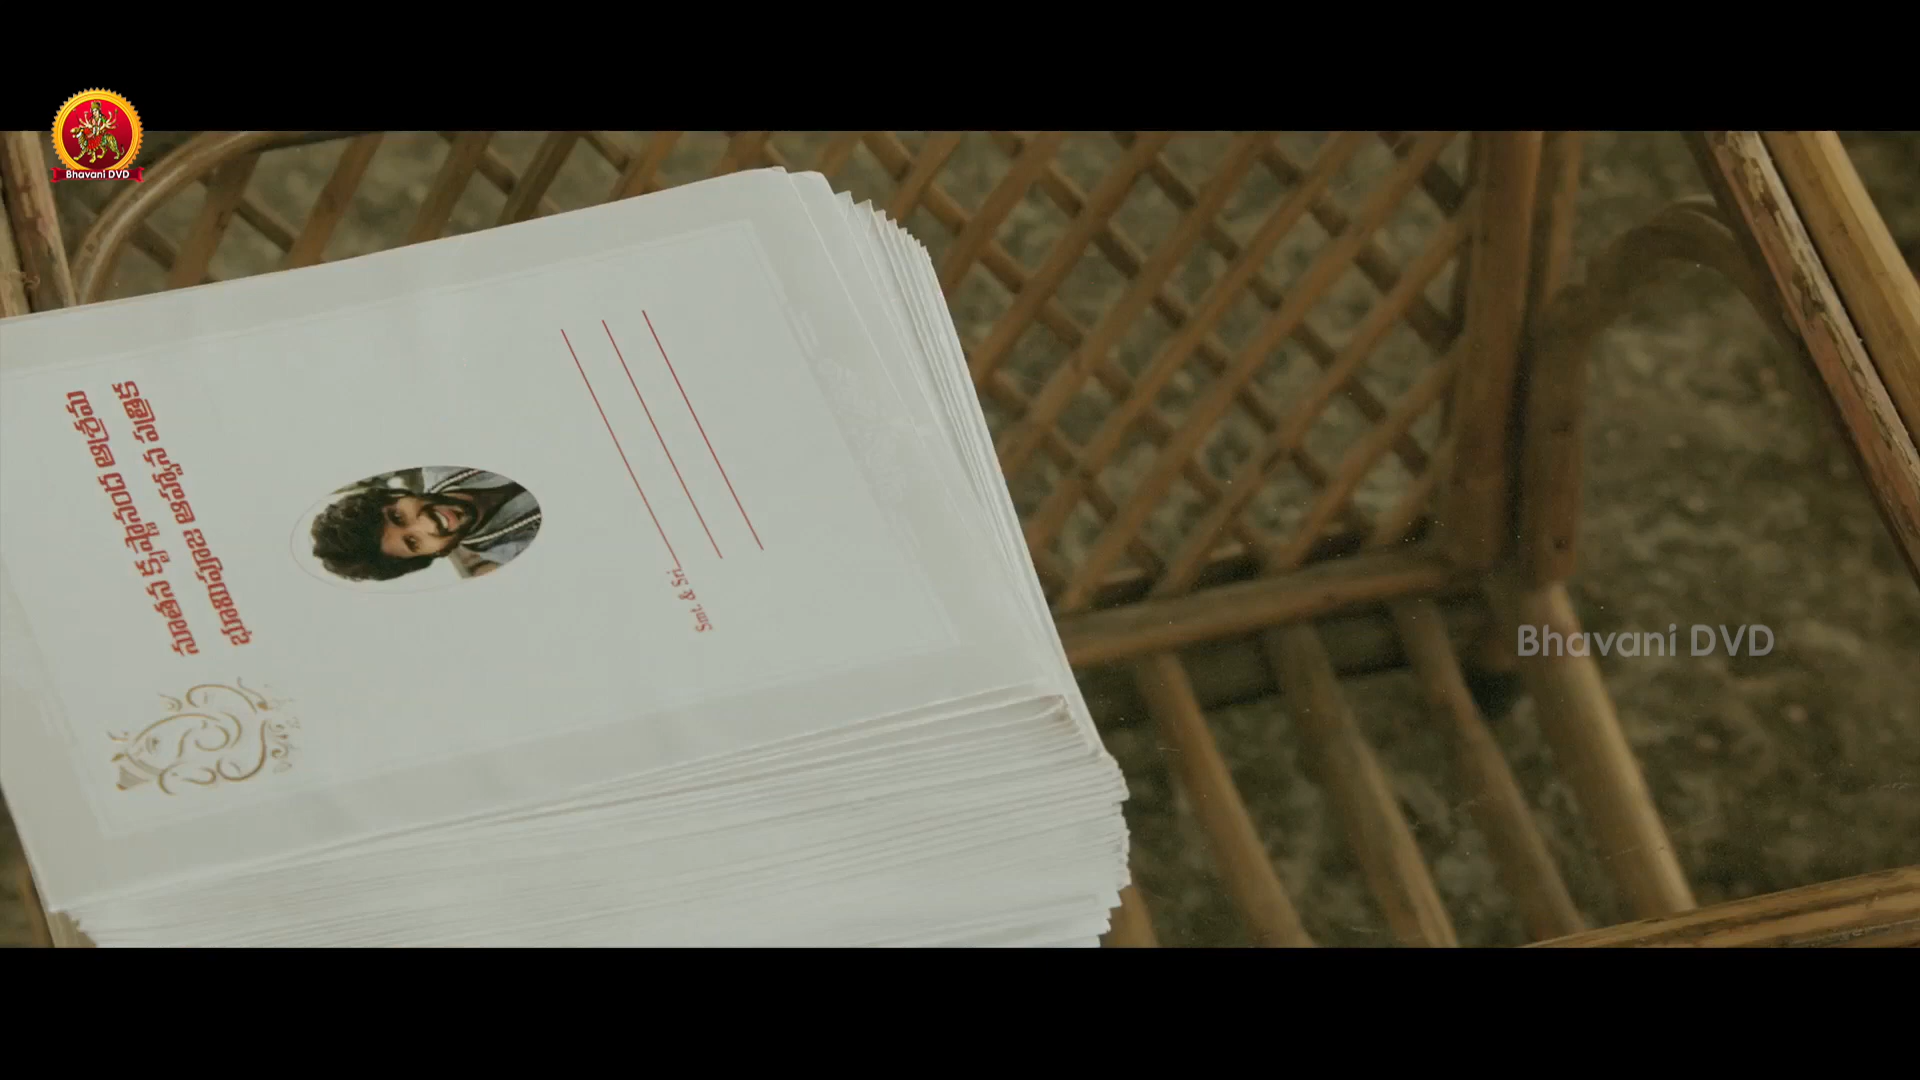 Bhavani DVD
నూతన కృష్ణానంద ఆశ్రమ
భూమిపూజ ఆహ్వాన పత్రిక
Smt. & Sri.
Bhavani DVD